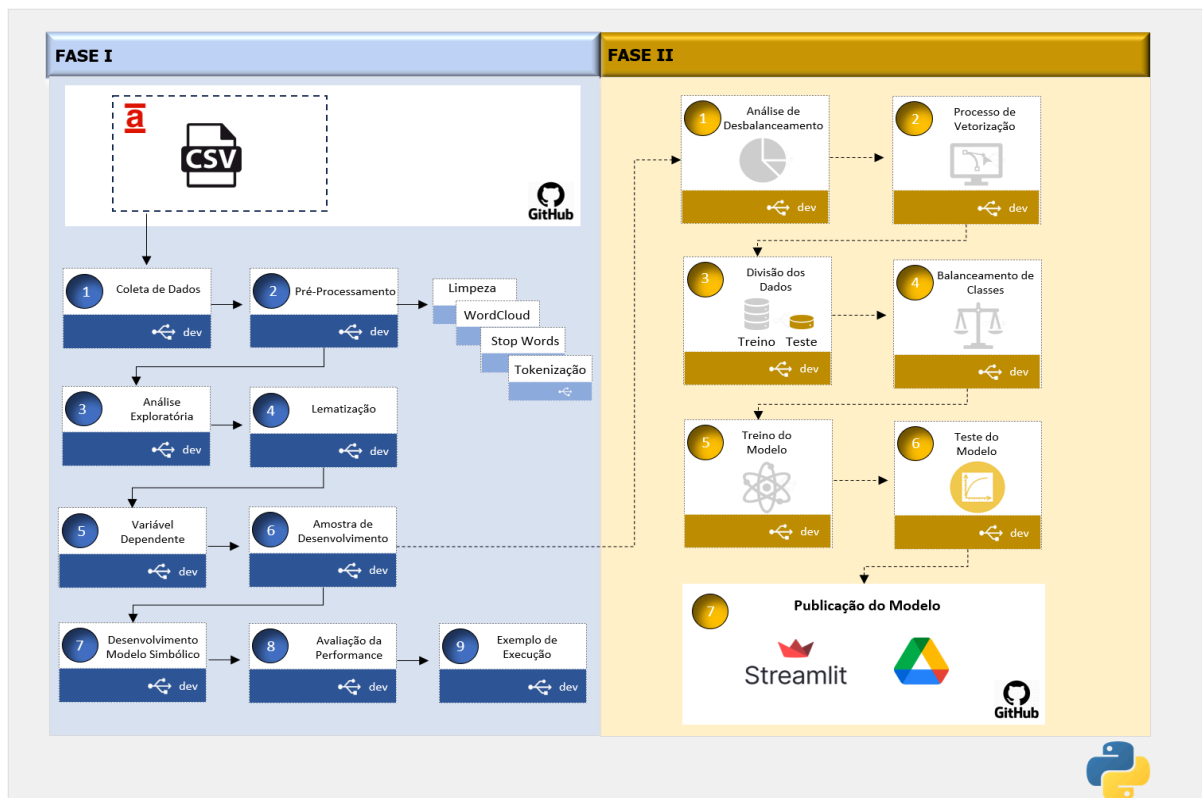 FASE I
FASE II
a
CSV
GitHub
1
Coleta de Dados
dev
2
Pré-Processamento
dev
Limpeza
WordCloud
Stop Words
Tokenização
3
Análise
Exploratória
dev
4
Lematização
dev
5
Variável
Dependente
dev
6
Amostra de
Desenvolvimento
dev
7
Desenvolvimento
Modelo Simbólico
dev
8
Avaliação da
Performance
dev
9
Exemplo de
Execução
dev
1
Análise de
Desbalanceamento
dev
2
Processo de
Vetorização
dev
3
Divisão dos
Dados
Treino Teste
dev
4
Balanceamento de
Classes
dev
5
Treino do
Modelo
dev
6
Teste do
Modelo
dev
7
Publicação do Modelo
Streamlit
GitHub